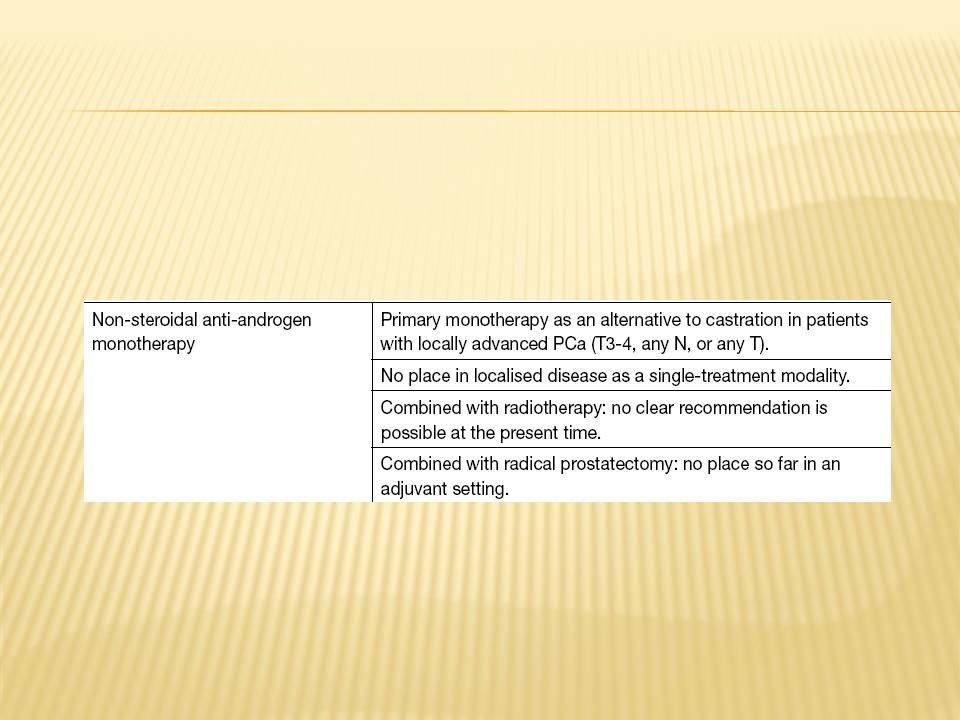 Non-steroidal anti-androgen
monotherapy
Primary monotherapy as an alternative to castration in patients
with locally advanced PCa (T3-4, any N, or any T).
No place in localised disease as a single-treatment modality.
Combined with radiotherapy: no clear recommendation is
possible at the present time.
Combined with radical prostatectomy: no place so far in an
adjuvant setting.